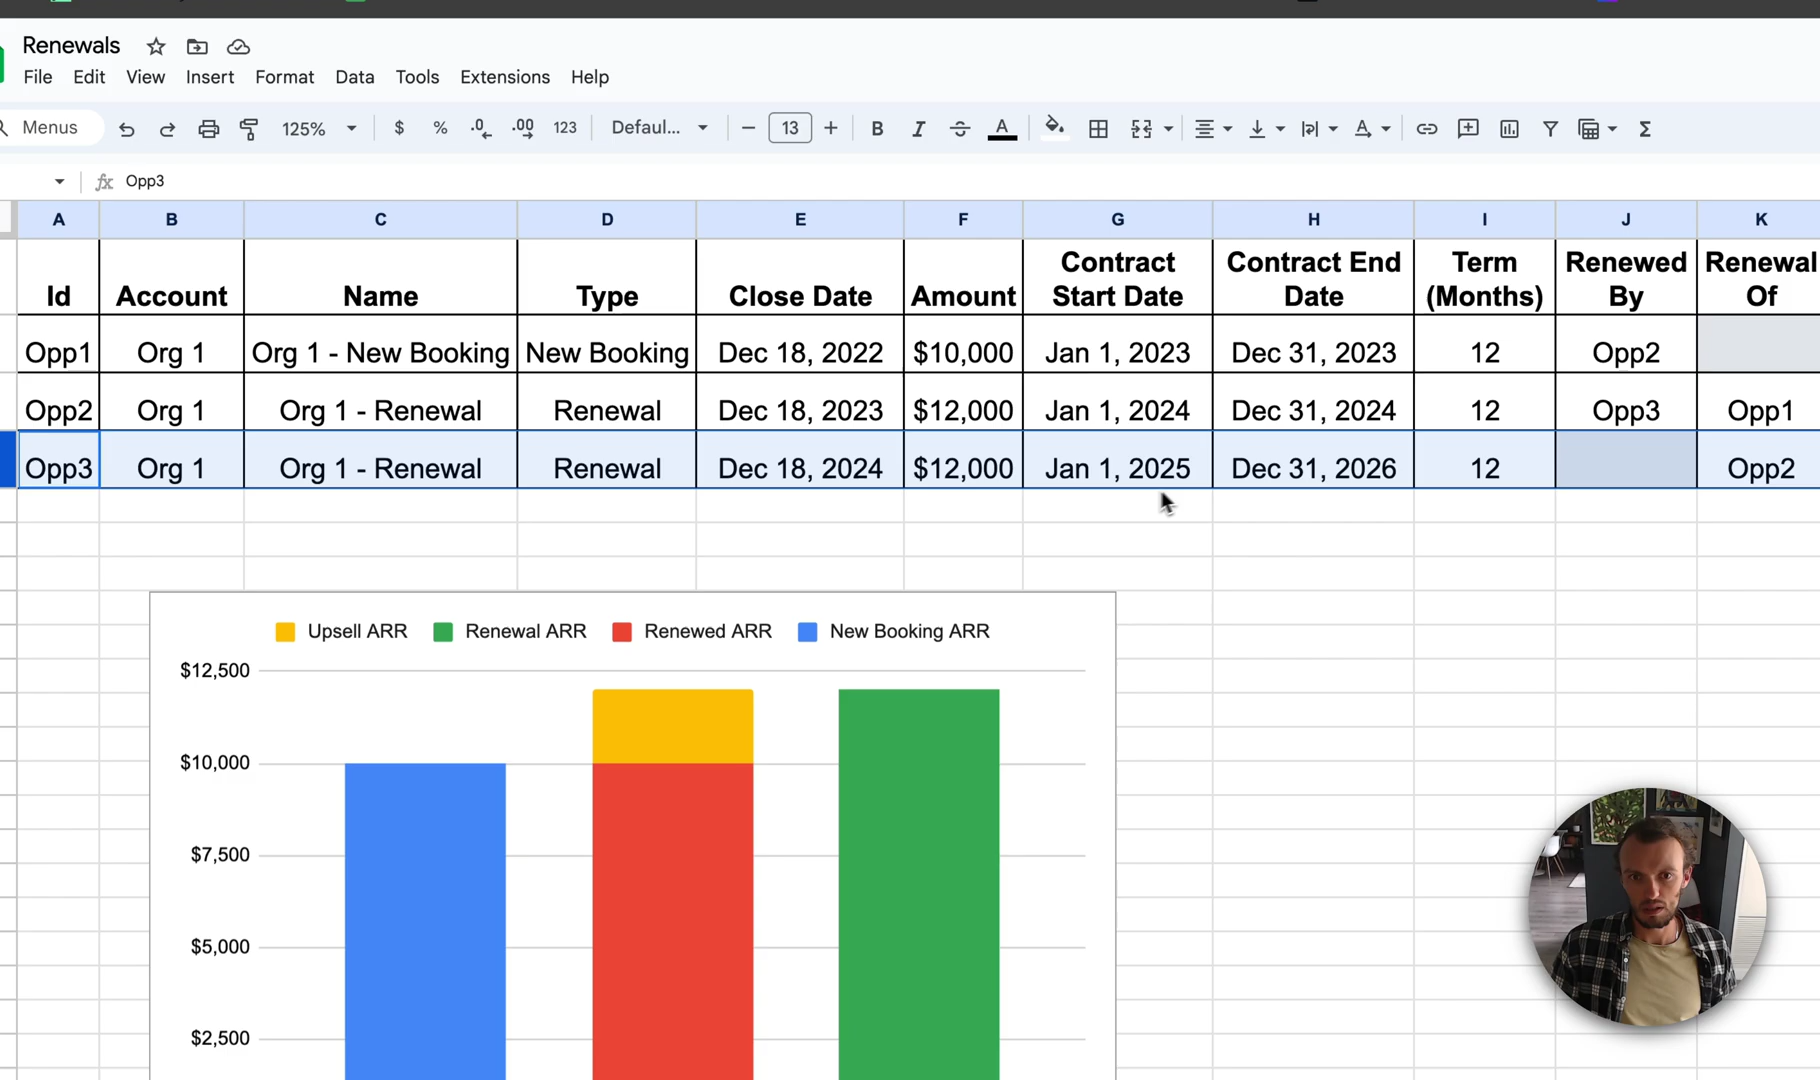 Renewals
File Edit View Insert Format Data Tools Extensions Help
Menus 125% $ % .0 .00 123 Defaul... − 13 + B I S A A Σ
fx Opp3
A B C D E F G H I J K
Id Account Name Type Close Date Amount Contract Start Date Contract End Date Term (Months) Renewed By Renewal Of
Opp1 Org 1 Org 1 - New Booking New Booking Dec 18, 2022 $10,000 Jan 1, 2023 Dec 31, 2023 12 Opp2
Opp2 Org 1 Org 1 - Renewal Renewal Dec 18, 2023 $12,000 Jan 1, 2024 Dec 31, 2024 12 Opp3 Opp1
Opp3 Org 1 Org 1 - Renewal Renewal Dec 18, 2024 $12,000 Jan 1, 2025 Dec 31, 2026 12 Opp2
Upsell ARR Renewal ARR Renewed ARR New Booking ARR
$12,500
$10,000
$7,500
$5,000
$2,500